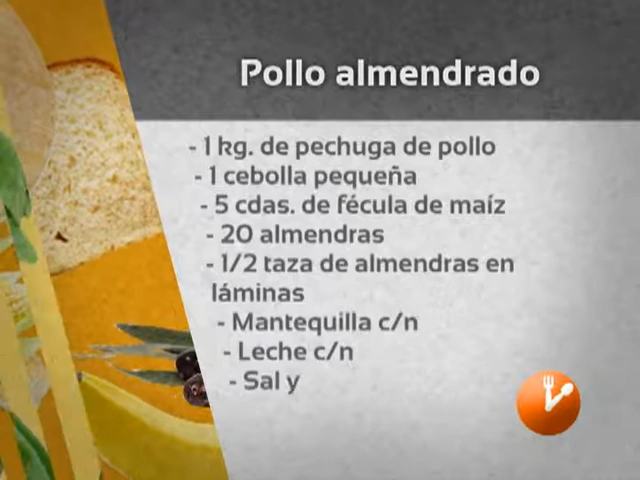 Pollo almendrado
- 1 kg. de pechuga de pollo
- 1 cebolla pequeña
- 5 cdas. de fécula de maíz
- 20 almendras
- 1/2 taza de almendras en
láminas
- Mantequilla c/n
- Leche c/n
- Sal y